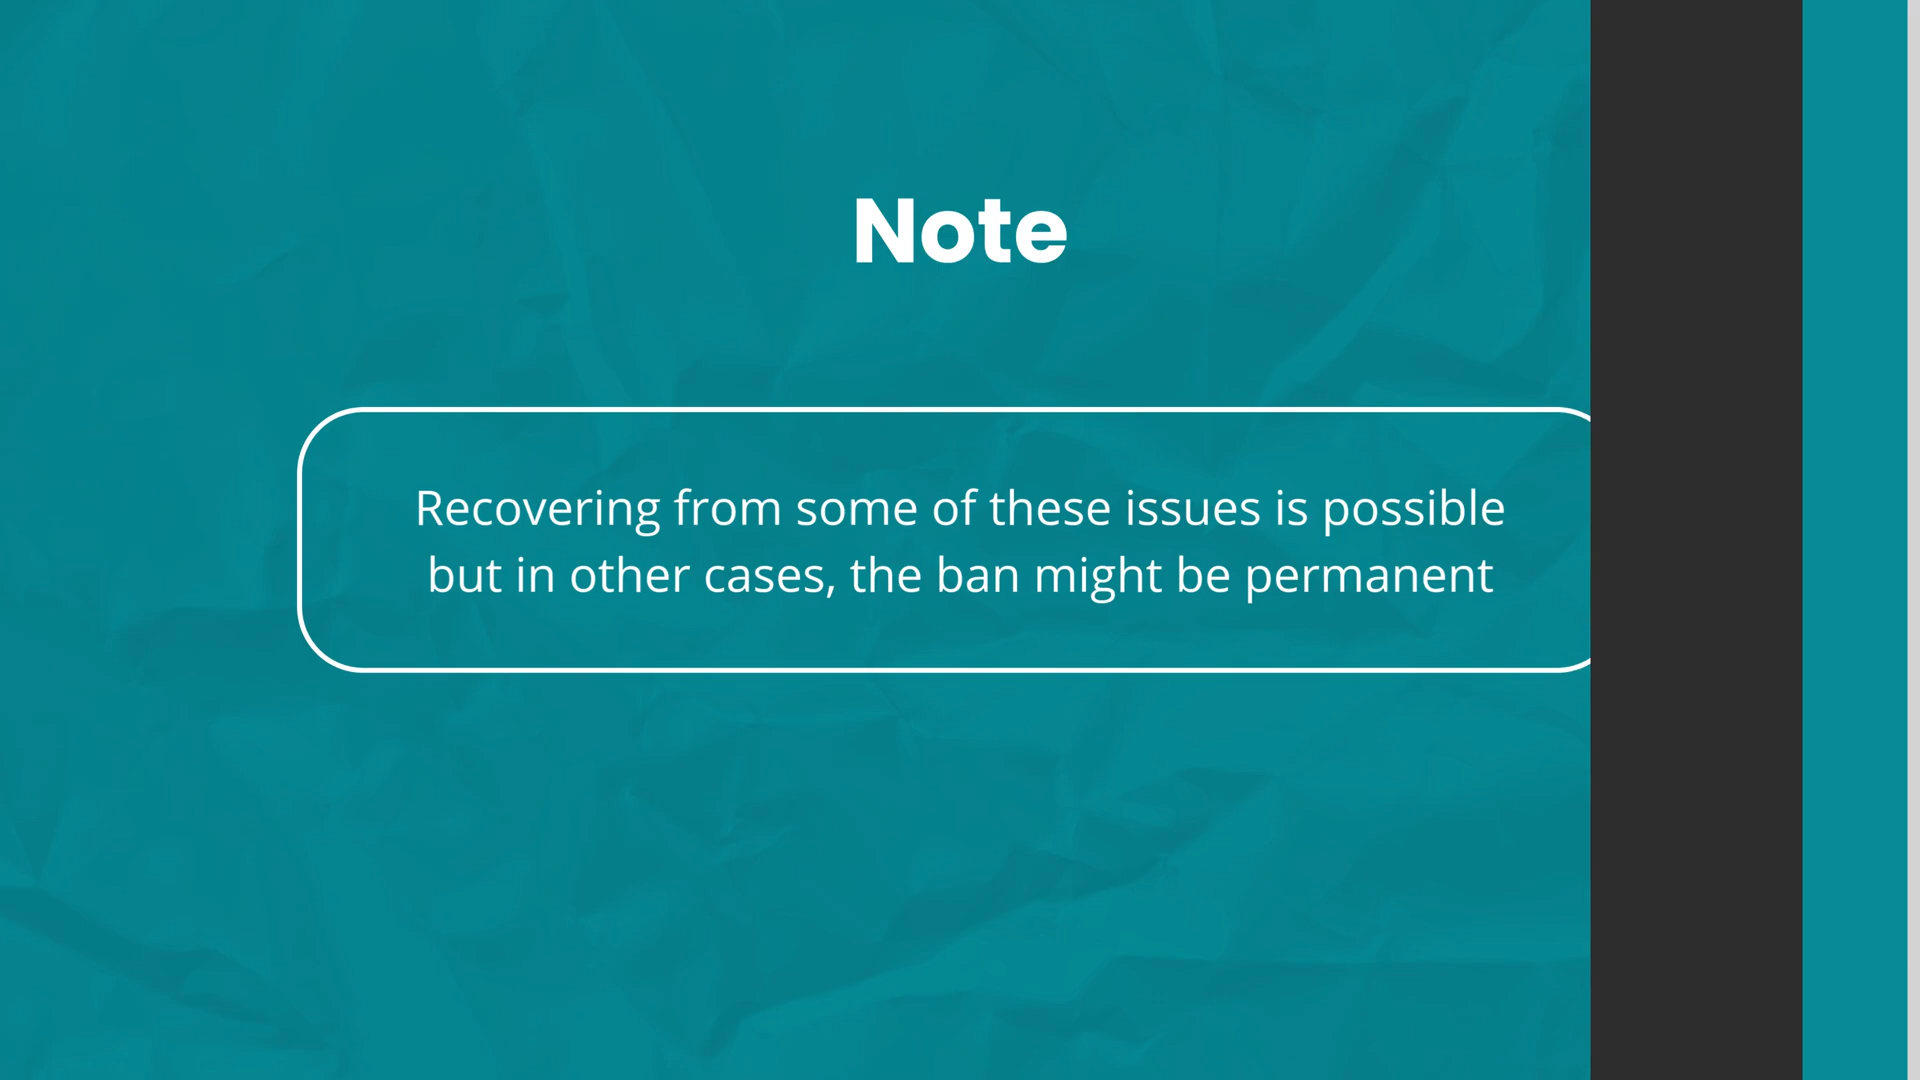 Note
Recovering from some of these issues is possible
but in other cases, the ban might be permanent